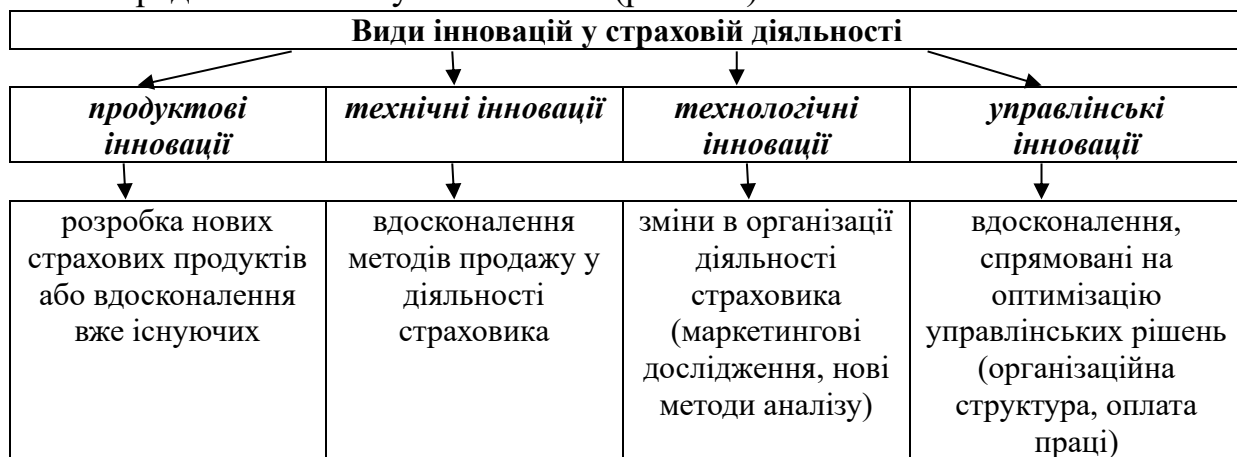 Види інновацій у страховій діяльності
продуктові
інновації
технічні інновації
технологічні
інновації
управлінські
інновації
розробка нових
страхових продуктів
або вдосконалення
вже існуючих
вдосконалення
методів продажу у
діяльності
страховика
зміни в організації
діяльності
страховика
(маркетингові
дослідження, нові
методи аналізу)
вдосконалення,
спрямовані на
оптимізацію
управлінських рішень
(організаційна
структура, оплата
праці)